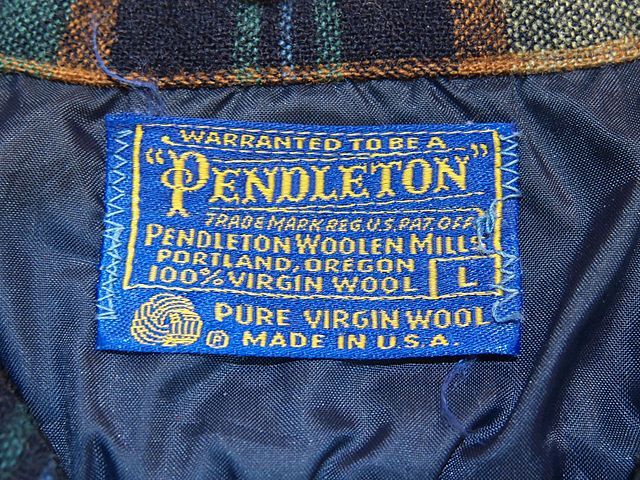 WARRANTED TO BE A
"PENDLETON"
TRADE MARK REG. U.S. PAT. OFF.
PENDLETON WOOLEN MILLS
PORTLAND, OREGON
100% VIRGIN WOOL L
PURE VIRGIN WOOL
® MADE IN U.S.A.